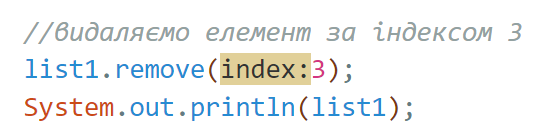 //видаляємо елемент за індексом 3
list1.remove(index:3);
System.out.println(list1);